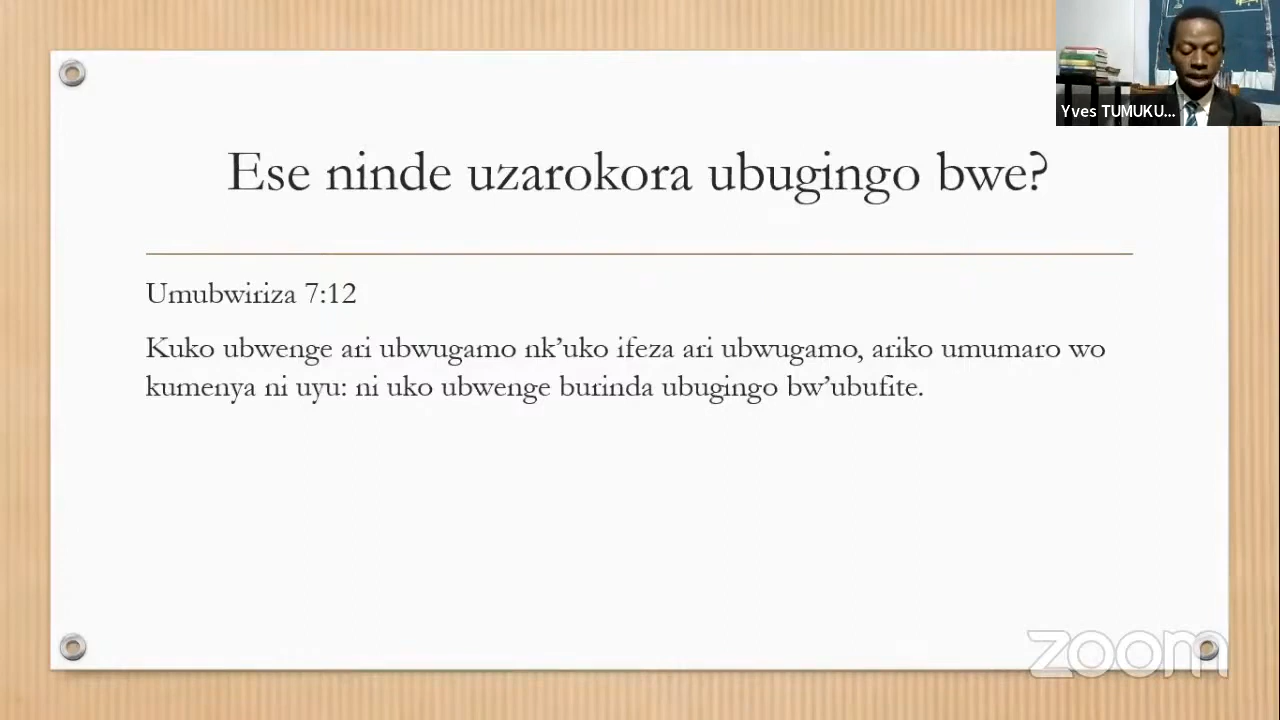 Yves TUMUKU...
Ese ninde uzarokora ubugingo bwe?
Umubwiriza 7:12
Kuko ubwenge ari ubwugamo nk’uko ifeza ari ubwugamo, ariko umumaro wo
kumenya ni uyu: ni uko ubwenge burinda ubugingo bw’ubufite.
zoom